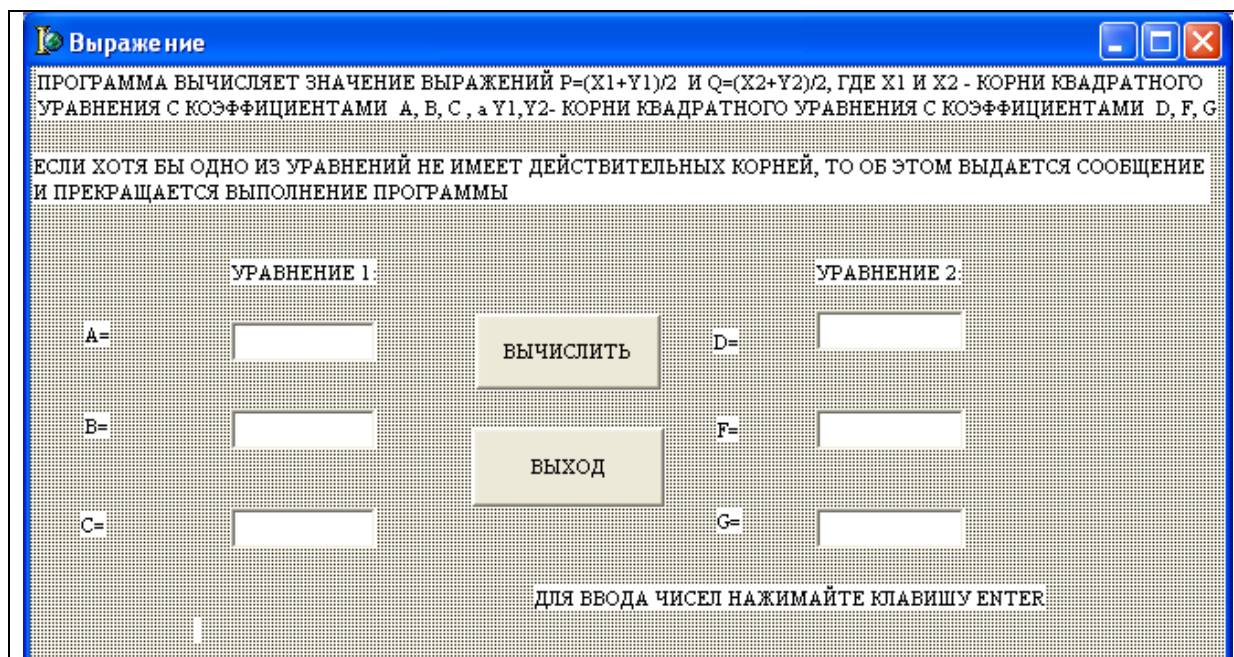 Выражение
ПРОГРАММА ВЫЧИСЛЯЕТ ЗНАЧЕНИЕ ВЫРАЖЕНИЙ P=(X1+Y1)/2 И Q=(X2+Y2)/2, ГДЕ X1 И X2 - КОРНИ КВАДРАТНОГО
УРАВНЕНИЯ С КОЭФФИЦИЕНТАМИ A, B, C , а Y1,Y2- КОРНИ КВАДРАТНОГО УРАВНЕНИЯ С КОЭФФИЦИЕНТАМИ D, F, G
ЕСЛИ ХОТЯ БЫ ОДНО ИЗ УРАВНЕНИЙ НЕ ИМЕЕТ ДЕЙСТВИТЕЛЬНЫХ КОРНЕЙ, ТО ОБ ЭТОМ ВЫДАЕТСЯ СООБЩЕНИЕ
И ПРЕКРАЩАЕТСЯ ВЫПОЛНЕНИЕ ПРОГРАММЫ
УРАВНЕНИЕ 1:
УРАВНЕНИЕ 2:
A=
ВЫЧИСЛИТЬ
D=
B=
F=
ВЫХОД
C=
G=
ДЛЯ ВВОДА ЧИСЕЛ НАЖИМАЙТЕ КЛАВИШУ ENTER